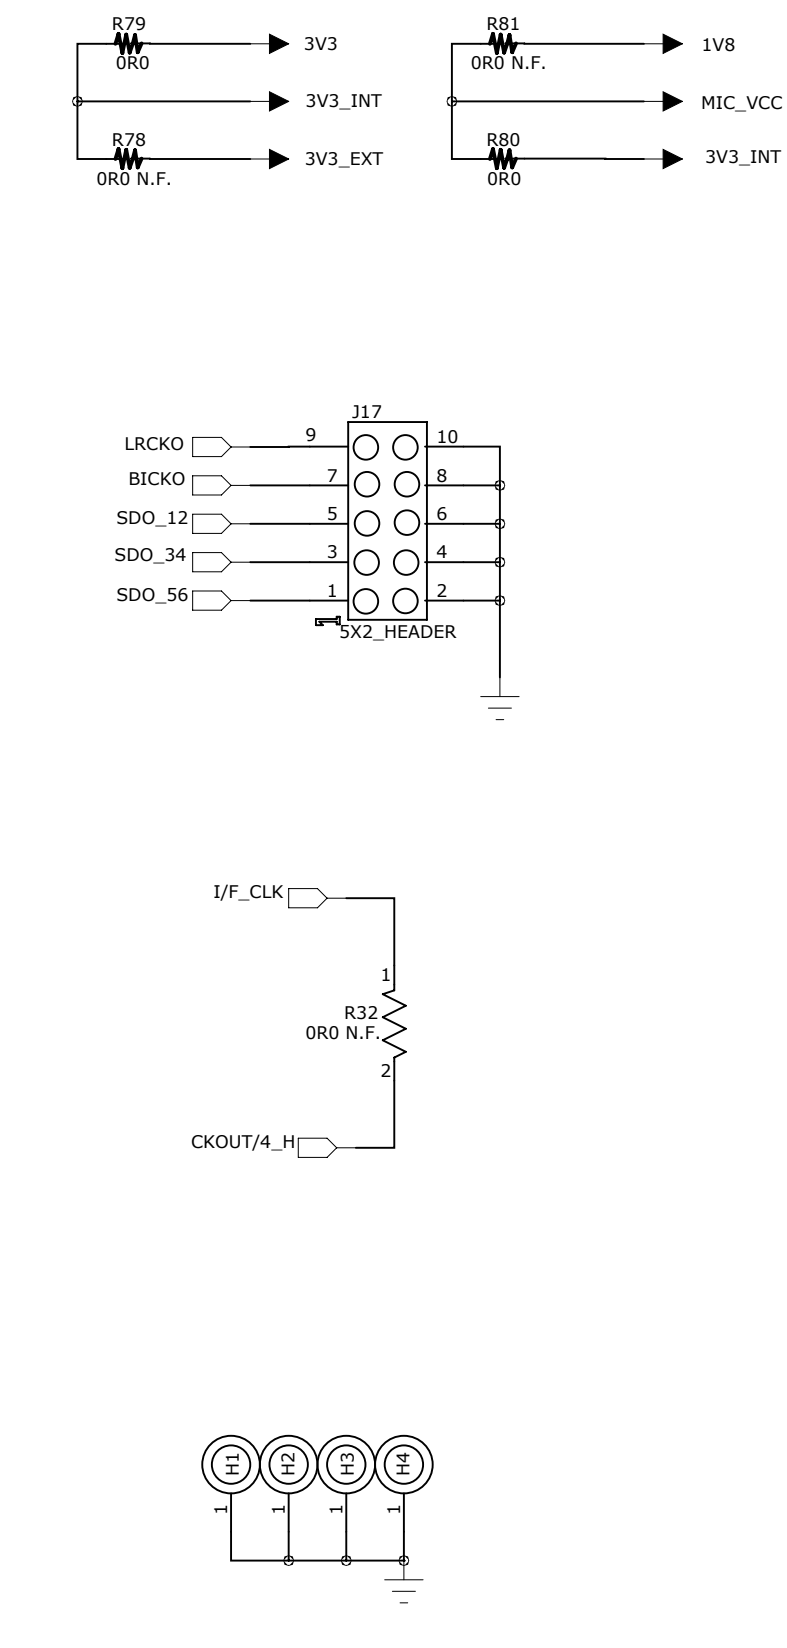 R79
0R0
3V3
3V3_INT
R78
0R0 N.F.
3V3_EXT
R81
0R0 N.F.
1V8
MIC_VCC
R80
0R0
3V3_INT
J17
LRCKO 9 10
BICKO 7 8
SDO_12 5 6
SDO_34 3 4
SDO_56 1 2
1
5X2_HEADER
I/F_CLK
1
R32
0R0 N.F.
2
CKOUT/4_H
H1 H2 H3 H4
1 1 1 1